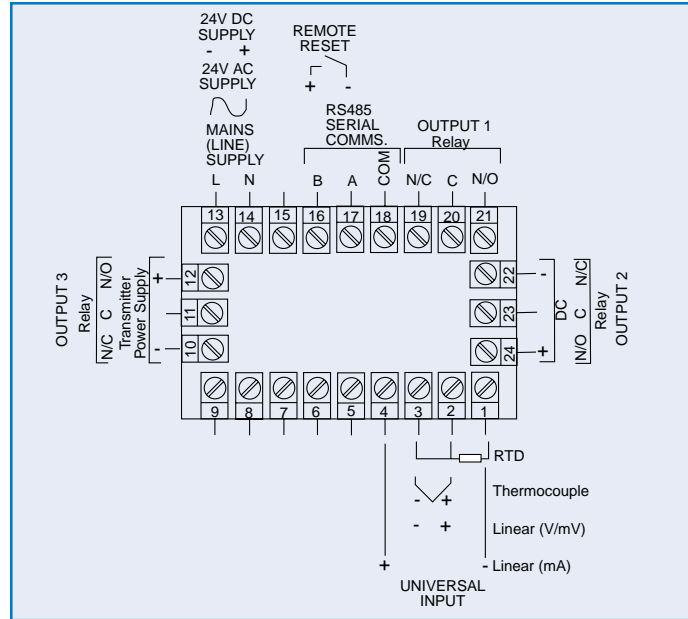 24V DC
SUPPLY
- +
24V AC
SUPPLY
MAINS
(LINE)
SUPPLY
L N
REMOTE
RESET
+ -
RS485
SERIAL
COMMS.
B A COM
OUTPUT 1
Relay
N/C C N/O
13 14 15 16 17 18 19 20 21
OUTPUT 3
Relay
N/C C N/O
Transmitter
Power Supply
+
-
12
11
10
22
23
24
-
+
DC
N/O C N/C
Relay
OUTPUT 2
9 8 7 6 5 4 3 2 1
RTD
- + Thermocouple
- + Linear (V/mV)
+ - Linear (mA)
UNIVERSAL
INPUT